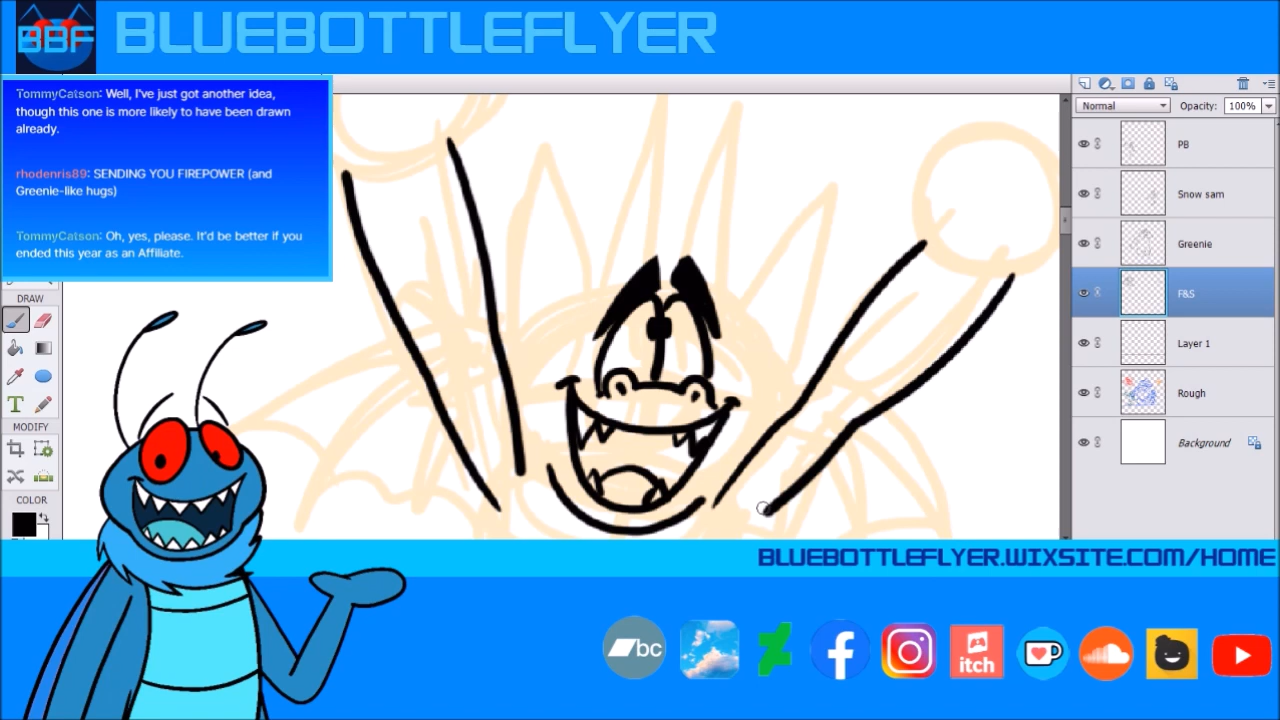 BBF
BLUEBOTTLEFLYER
TommyCatson: Well, I've just got another idea,
though this one is more likely to have been drawn
already.
rhodenris89: SENDING YOU FIREPOWER (and
Greenie-like hugs)
TommyCatson: Oh, yes, please. It'd be better if you
ended this year as an Affiliate.
Normal Opacity: 100%
PB
Snow sam
Greenie
F&S
Layer 1
Rough
Background
DRAW
T
MODIFY
COLOR
BLUEBOTTLEFLYER.WIXSITE.COM/HOME
bc
itch